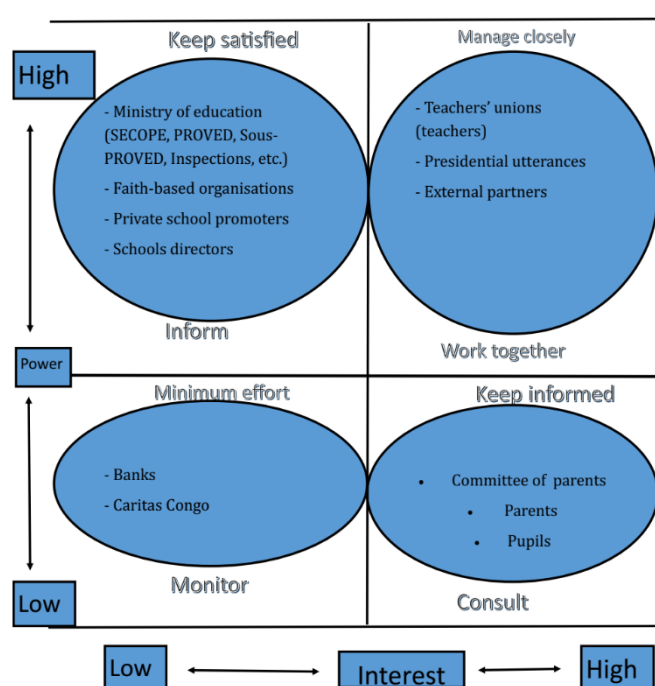 Keep satisfied
Manage closely
High
- Ministry of education
(SECOPE, PROVED, Sous-
PROVED, Inspections, etc.)
- Faith-based organisations
- Private school promoters
- Schools directors
- Teachers' unions
(teachers)
- Presidential utterances
- External partners
Inform
Work together
Power
Minimum effort
Keep informed
- Banks
- Caritas Congo
• Committee of parents
• Parents
• Pupils
Monitor
Consult
Low
Low
Interest
High